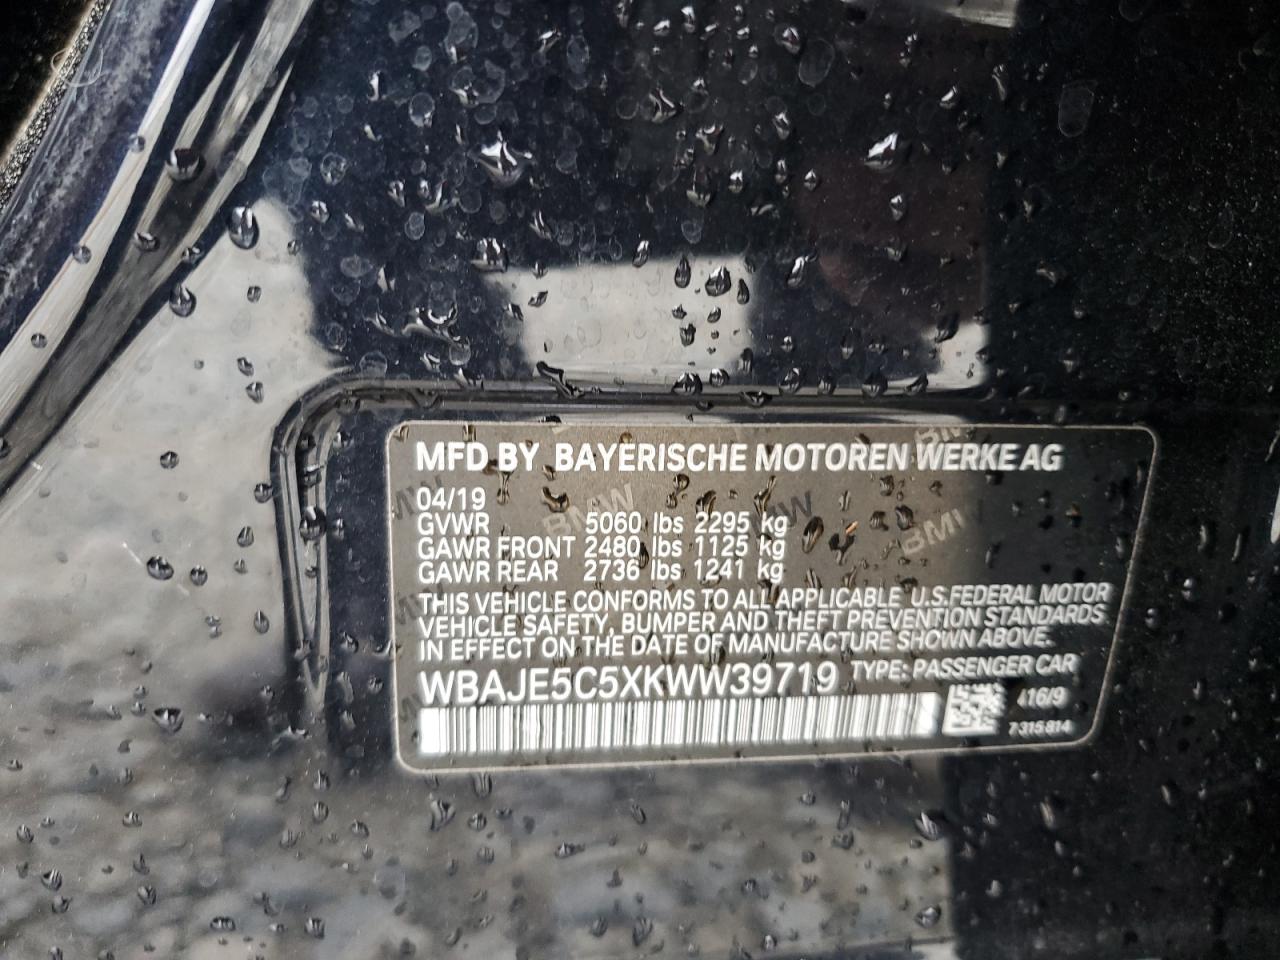 MFD BY BAYERISCHE MOTOREN WERKE AG
04/19
GVWR 5060 lbs 2295 kg
GAWR FRONT 2480 lbs 1125 kg
GAWR REAR 2736 lbs 1241 kg
THIS VEHICLE CONFORMS TO ALL APPLICABLE U.S.FEDERAL MOTOR
VEHICLE SAFETY, BUMPER AND THEFT PREVENTION STANDARDS
IN EFFECT ON THE DATE OF MANUFACTURE SHOWN ABOVE.
WBAJE5C5XKWW39719 TYPE: PASSENGER CAR
7 315 814